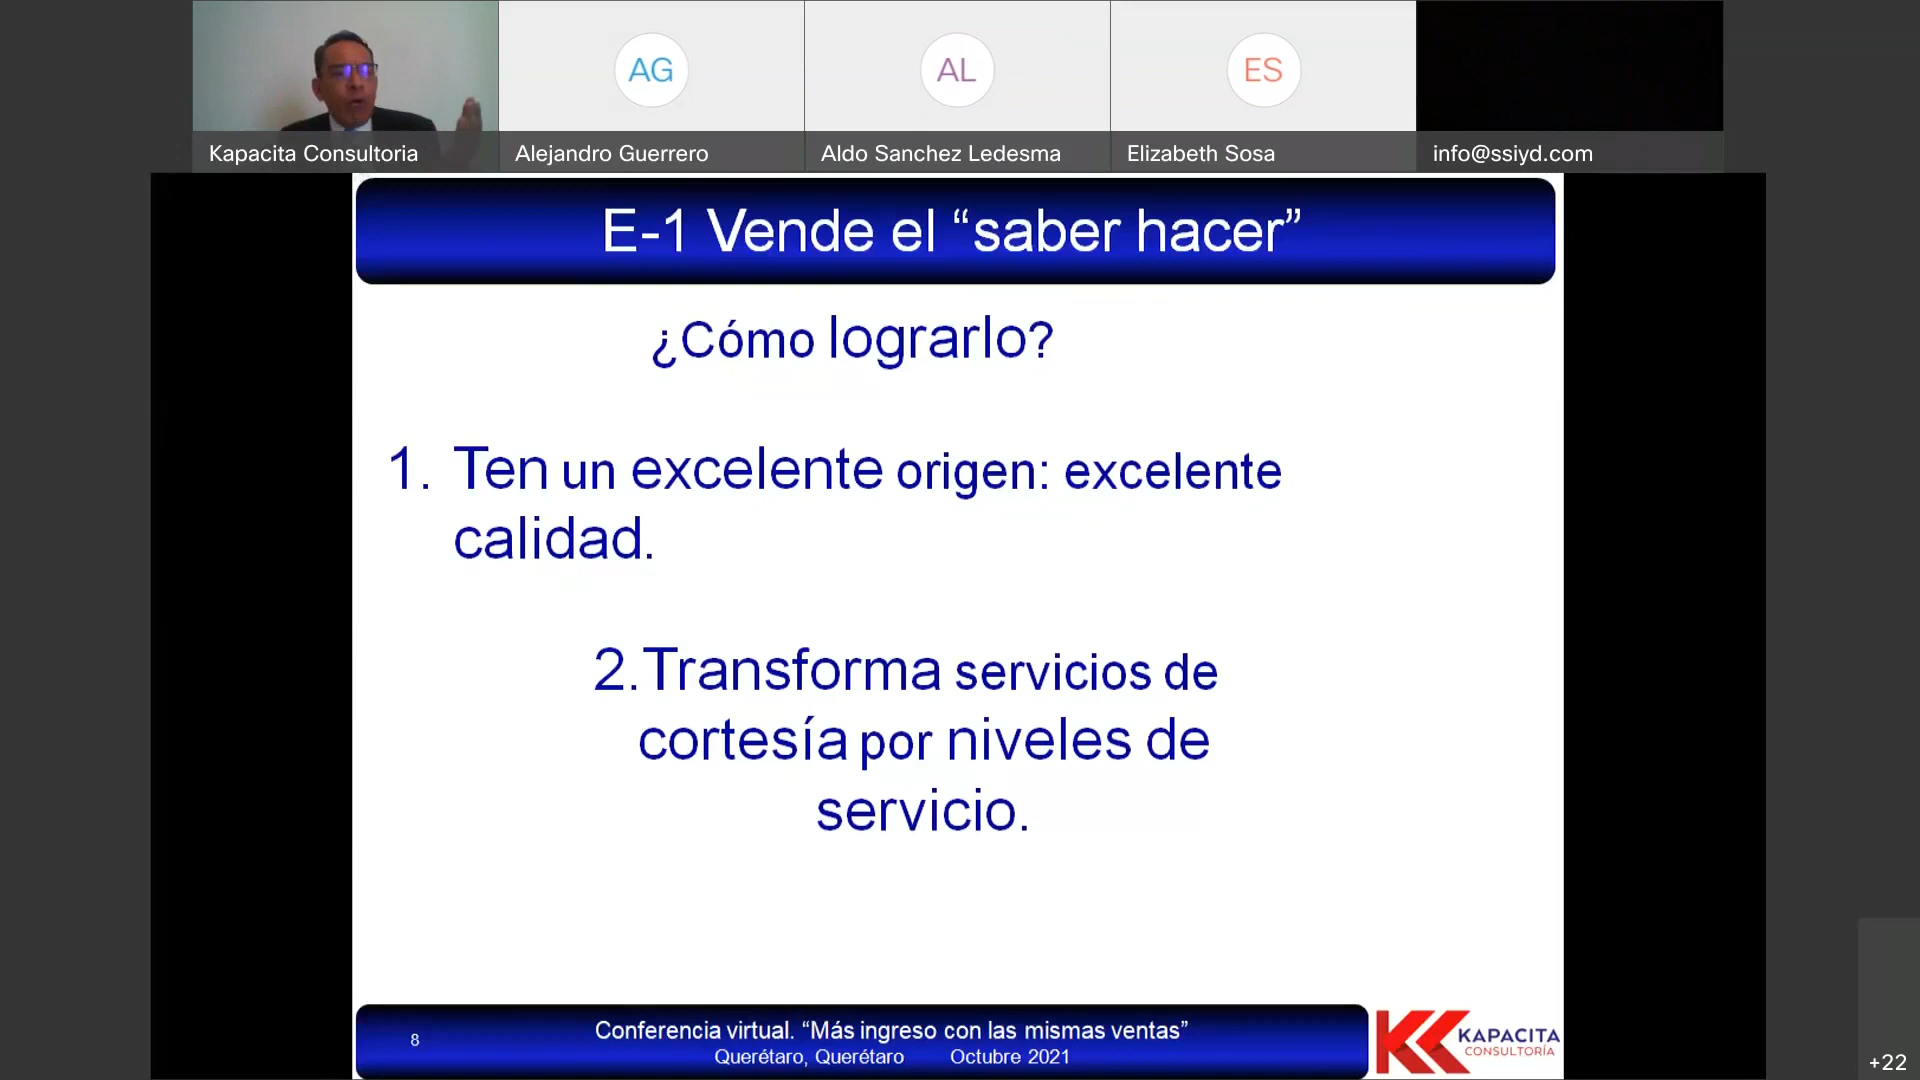 AG
AL
ES
Kapacita Consultoria
Alejandro Guerrero
Aldo Sanchez Ledesma
Elizabeth Sosa
info@ssiyd.com
E-1 Vende el “saber hacer”
¿Cómo lograrlo?
1. Ten un excelente origen: excelente
calidad.
2.Transforma servicios de
cortesía por niveles de
servicio.
8
Conferencia virtual. “Más ingreso con las mismas ventas”
Querétaro, Querétaro Octubre 2021
KAPACITA
CONSULTORÍA
+22